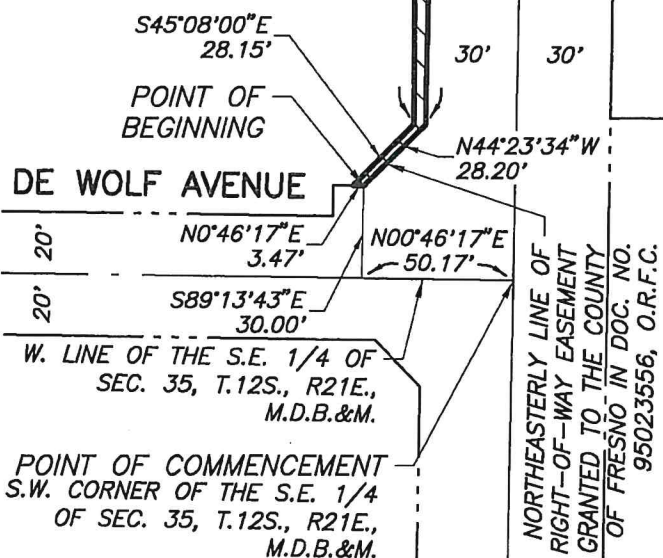 S45°08'00"E
28.15'
POINT OF
BEGINNING
30'
30'
N44°23'34"W
28.20'
DE WOLF AVENUE
N0°46'17"E
3.47'
N00°46'17"E
50.17'
20'
20'
S89°13'43"E
30.00'
W. LINE OF THE S.E. 1/4 OF
SEC. 35, T.12S., R21E.,
M.D.B.&M.
POINT OF COMMENCEMENT
S.W. CORNER OF THE S.E. 1/4
OF SEC. 35, T.12S., R21E.,
M.D.B.&M.
NORTHEASTERLY LINE OF
RIGHT-OF-WAY EASEMENT
GRANTED TO THE COUNTY
OF FRESNO IN DOC. NO.
95023556, O.R.F.C.